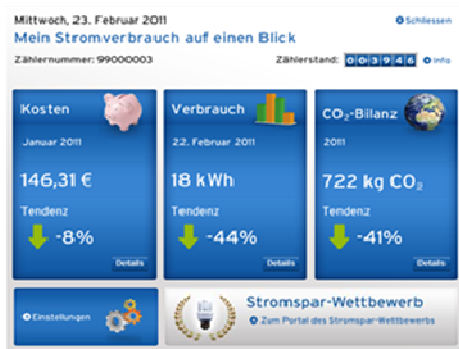 Mittwoch, 23. Februar 2011
Schliessen
Mein Stromverbrauch auf einen Blick
Zählernummer: 99000003
Zählerstand: 003946
Info
Kosten
Januar 2011
146,31 €
Tendenz
-8%
Details
Verbrauch
22. Februar 2011
18 kWh
Tendenz
-44%
Details
CO₂-Bilanz
2011
722 kg CO₂
Tendenz
-41%
Details
Einstellungen
Stromspar-Wettbewerb
Zum Portal des Stromspar-Wettbewerbs